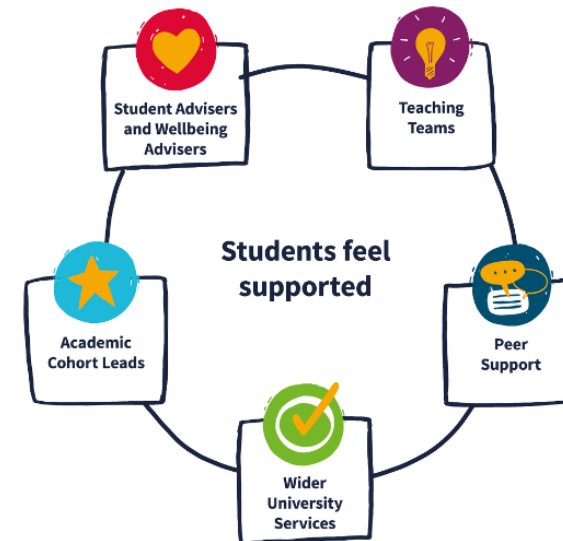 Student Advisers
and Wellbeing
Advisers
Teaching
Teams
Students feel
supported
Academic
Cohort Leads
Peer
Support
Wider
University
Services